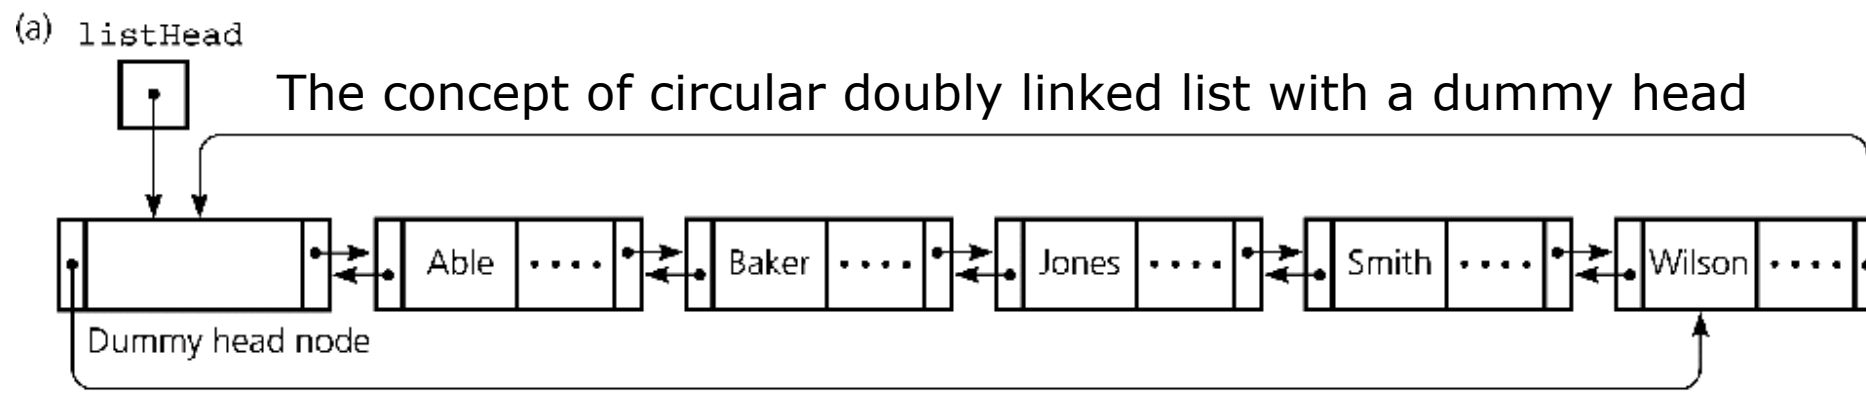 (a) listHead
The concept of circular doubly linked list with a dummy head
Able .... Baker .... Jones .... Smith .... Wilson ....
Dummy head node